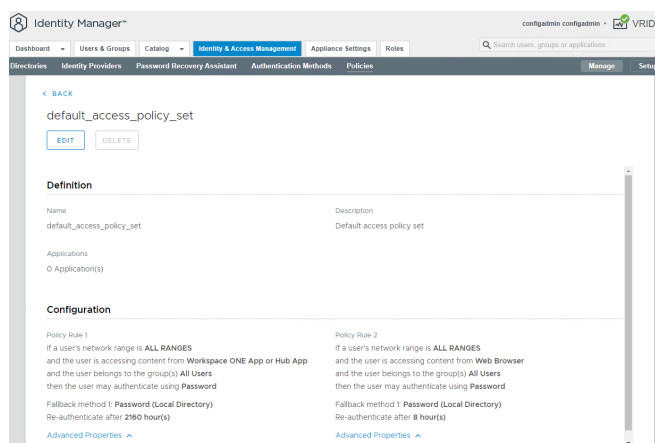 Identity Manager™
configadmin configadmin
VRID
Dashboard Users & Groups Catalog Identity & Access Management Appliance Settings Roles
Search users, groups or applications
Directories Identity Providers Password Recovery Assistant Authentication Methods Policies Manage Setup
< BACK
default_access_policy_set
EDIT DELETE
Definition
Name
default_access_policy_set
Description
Default access policy set
Applications
0 Application(s)
Configuration
Policy Rule 1
If a user's network range is ALL RANGES
and the user is accessing content from Workspace ONE App or Hub App
and the user belongs to the group(s) All Users
then the user may authenticate using Password
Fallback method 1: Password (Local Directory)
Re-authenticate after 2160 hour(s)
Advanced Properties
Policy Rule 2
If a user's network range is ALL RANGES
and the user is accessing content from Web Browser
and the user belongs to the group(s) All Users
then the user may authenticate using Password
Fallback method 1: Password (Local Directory)
Re-authenticate after 8 hour(s)
Advanced Properties